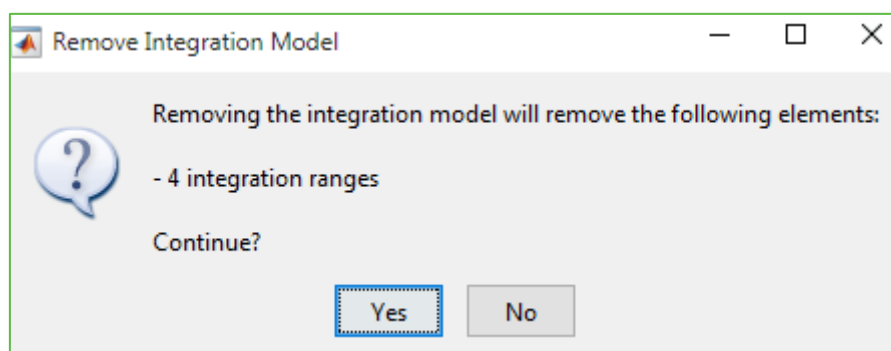 Remove Integration Model
Removing the integration model will remove the following elements:
- 4 integration ranges
Continue?
Yes No